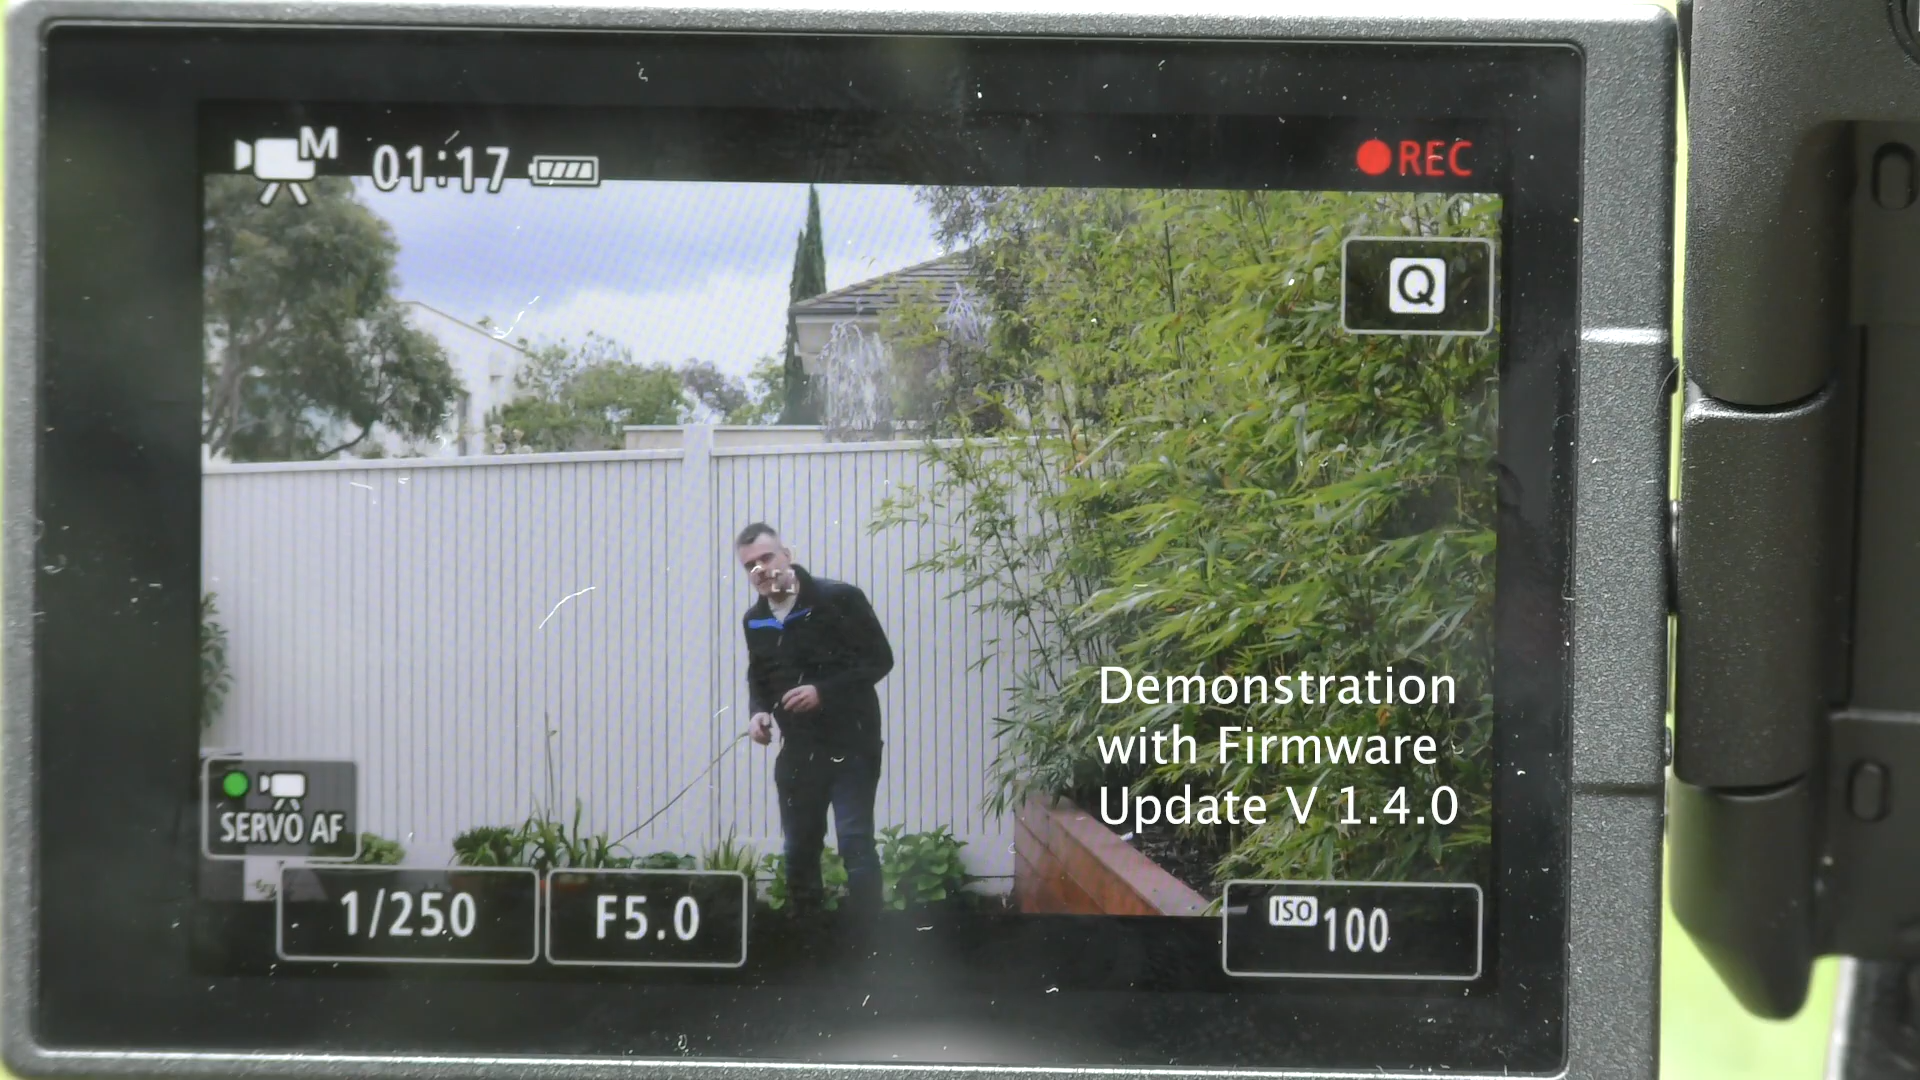 M 01:17
REC
Q
Demonstration
with Firmware
Update V 1.4.0
SERVO AF
1/250 F5.0 ISO 100